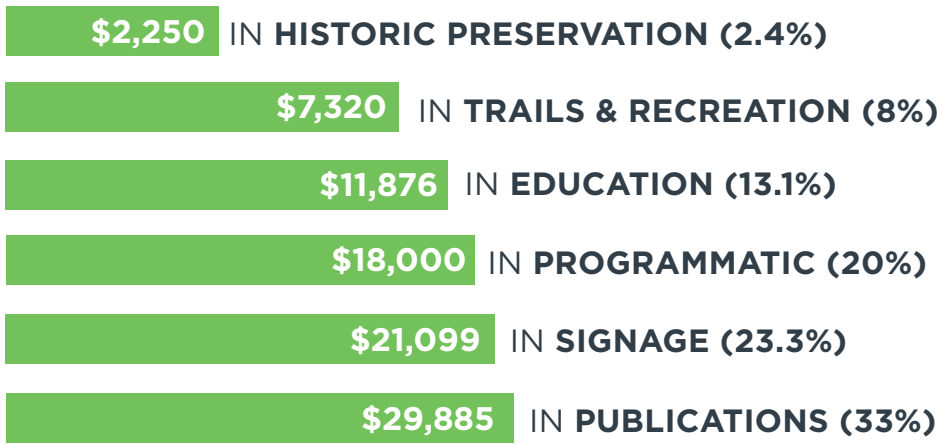 $2,250 IN HISTORIC PRESERVATION (2.4%)
$7,320 IN TRAILS & RECREATION (8%)
$11,876 IN EDUCATION (13.1%)
$18,000 IN PROGRAMMATIC (20%)
$21,099 IN SIGNAGE (23.3%)
$29,885 IN PUBLICATIONS (33%)